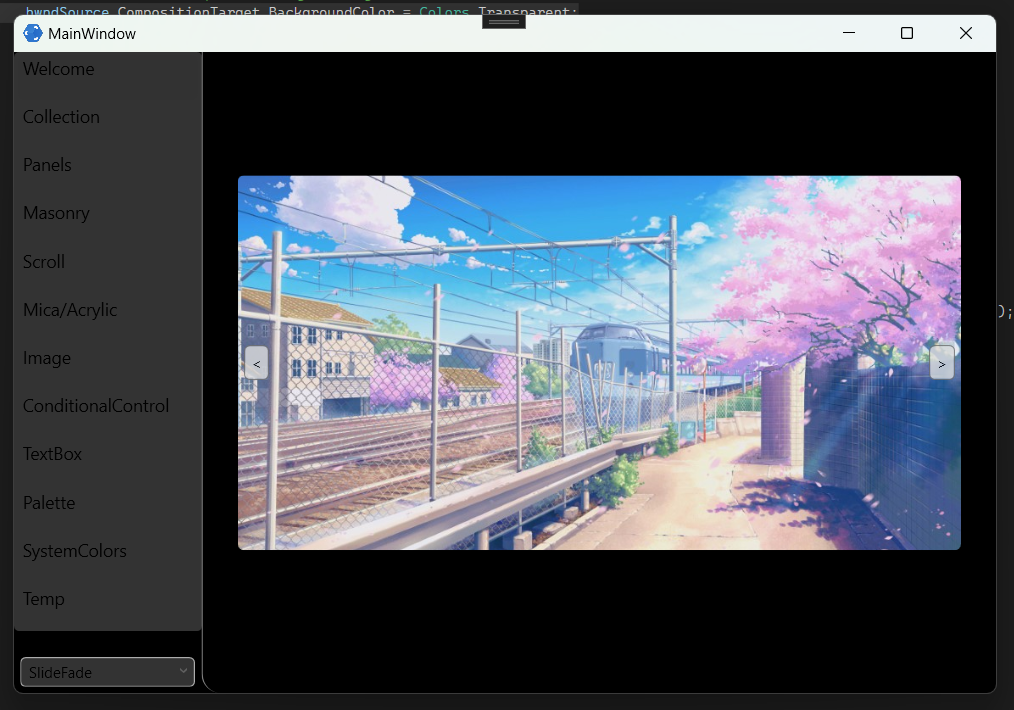 hwndSource.CompositionTarget.BackgroundColor = Colors.Transparent;
MainWindow
Welcome
Collection
Panels
Masonry
Scroll
);
Mica/Acrylic
Image
<
>
ConditionalControl
TextBox
Palette
SystemColors
Temp
SlideFade